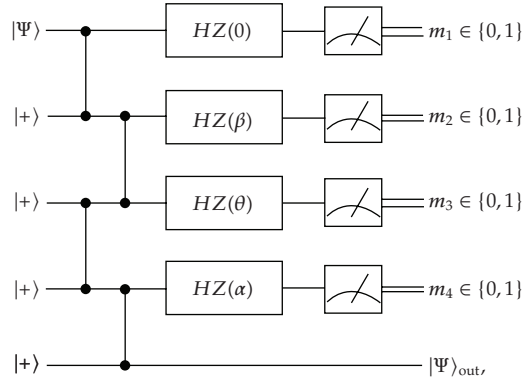 |Ψ⟩ HZ(0) m₁ ∈ {0, 1}
|+⟩ HZ(β) m₂ ∈ {0, 1}
|+⟩ HZ(θ) m₃ ∈ {0, 1}
|+⟩ HZ(α) m₄ ∈ {0, 1}
|+⟩ |Ψ⟩out,